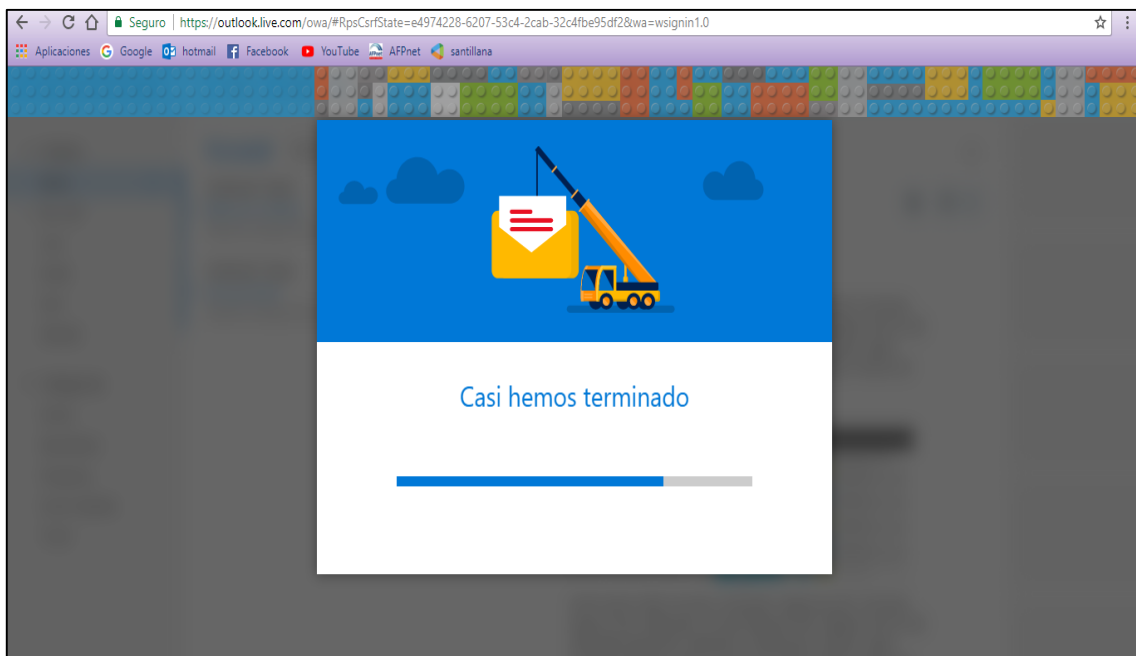 Seguro | https://outlook.live.com/owa/#RpsCsrfState=e4974228-6207-53c4-2cab-32c4fbe95df2&wa=wsignin1.0
Aplicaciones Google hotmail Facebook YouTube AFPnet santillana
Casi hemos terminado